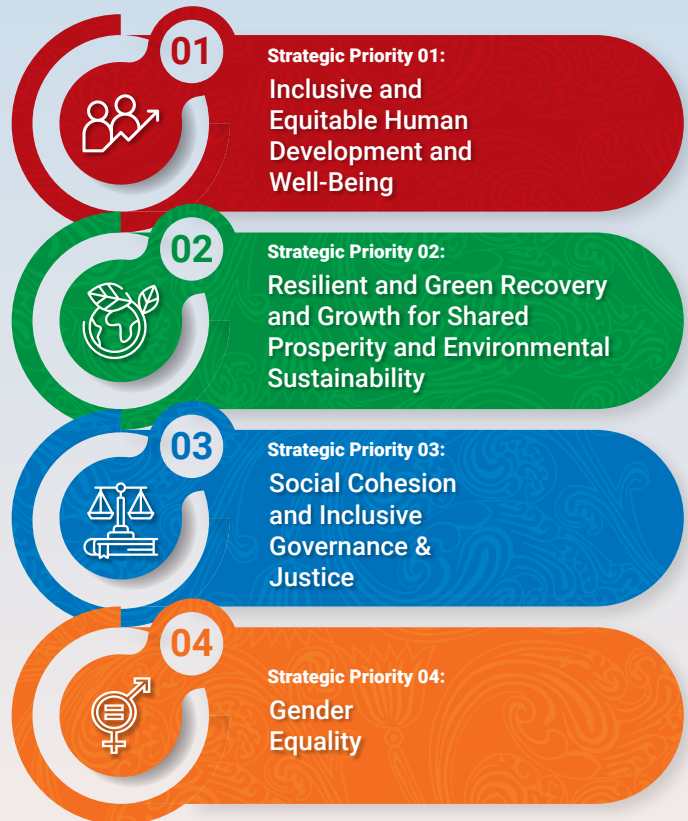 01
Strategic Priority 01:
Inclusive and
Equitable Human
Development and
Well-Being
02
Strategic Priority 02:
Resilient and Green Recovery
and Growth for Shared
Prosperity and Environmental
Sustainability
03
Strategic Priority 03:
Social Cohesion
and Inclusive
Governance &
Justice
04
Strategic Priority 04:
Gender
Equality